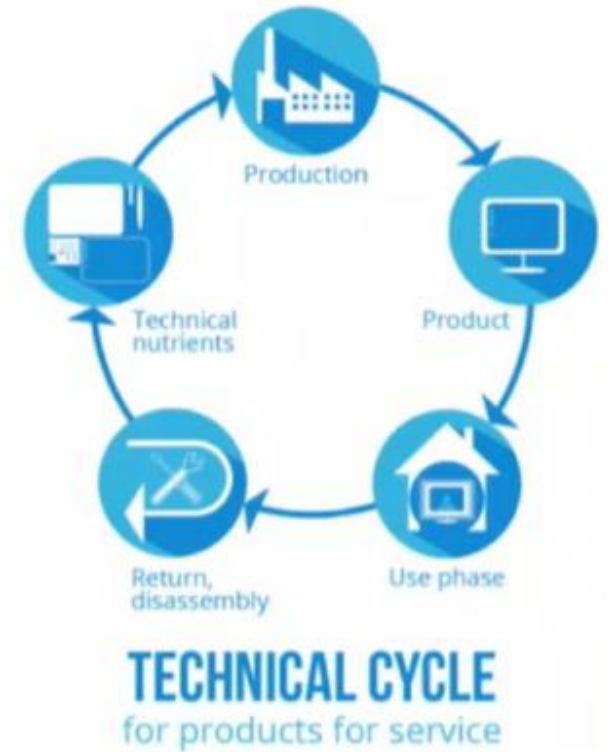 Production
Product
Use phase
Return,
disassembly
Technical
nutrients
TECHNICAL CYCLE
for products for service